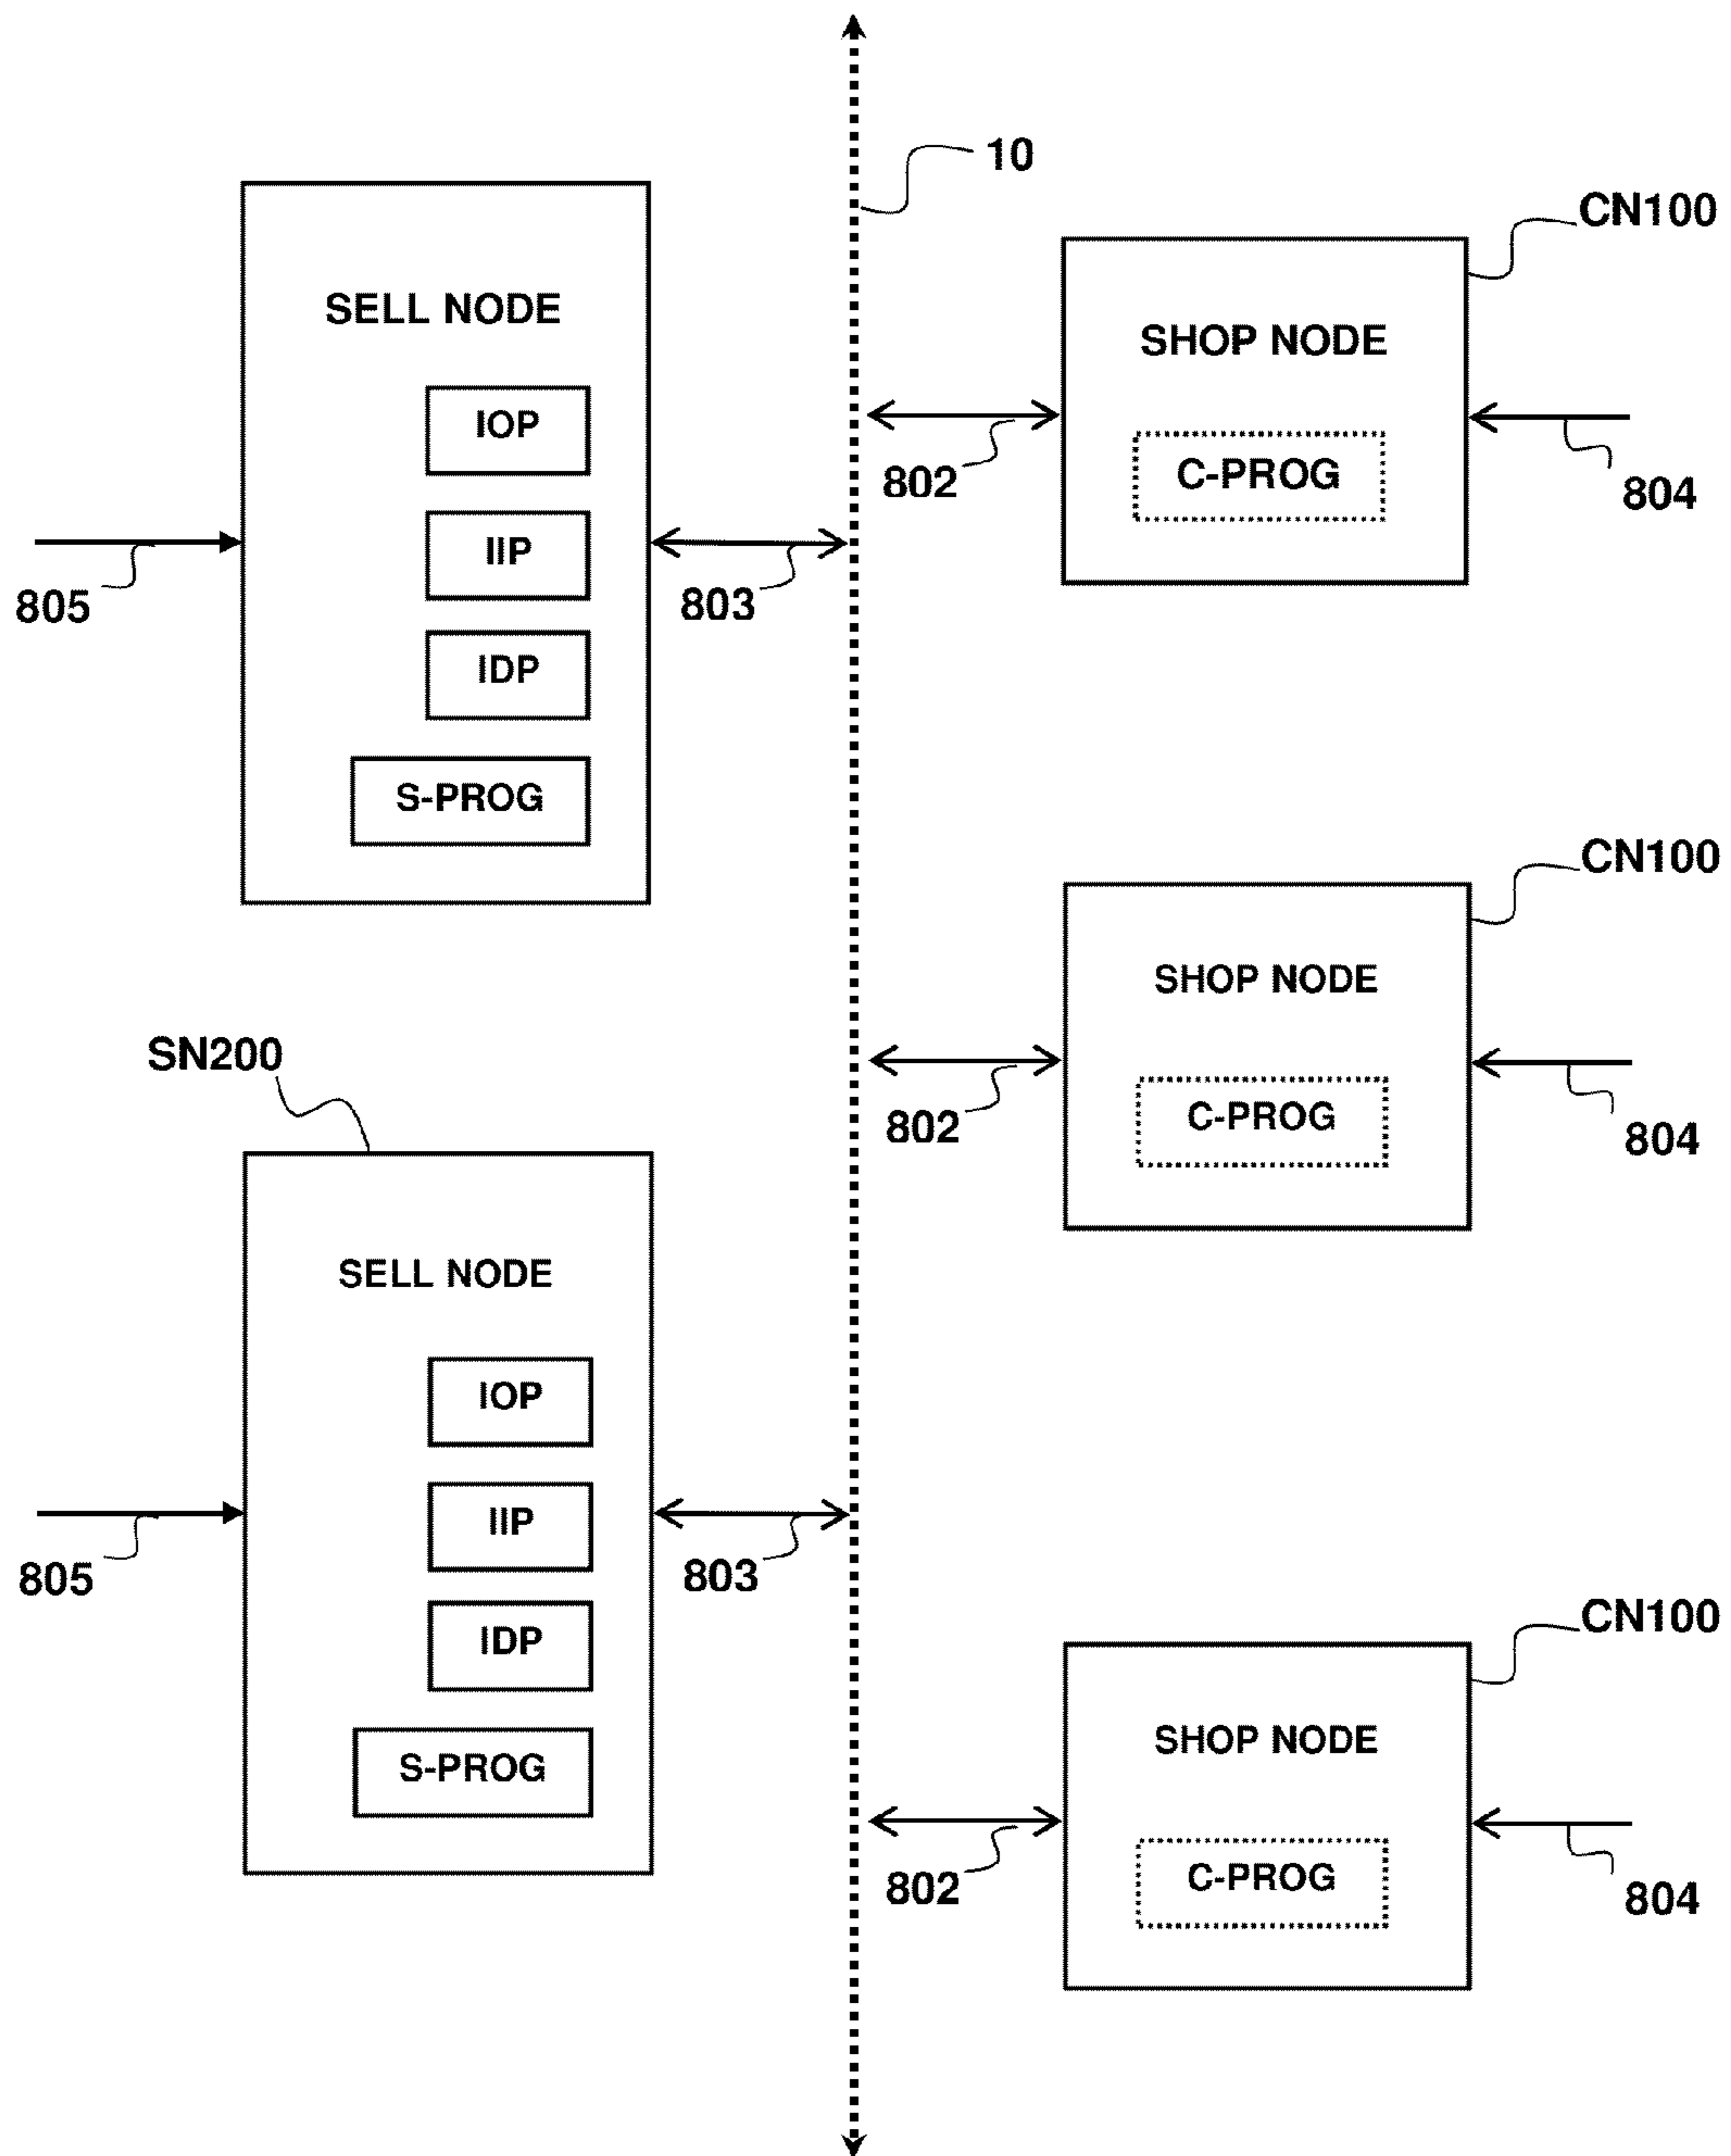 10
CN100
SELL NODE
SHOP NODE
IOP
C-PROG
802
804
IIP
805
803
IDP
S-PROG
CN100
SHOP NODE
SN200
C-PROG
802
804
SELL NODE
IOP
IIP
805
803
IDP
CN100
SHOP NODE
S-PROG
C-PROG
802
804